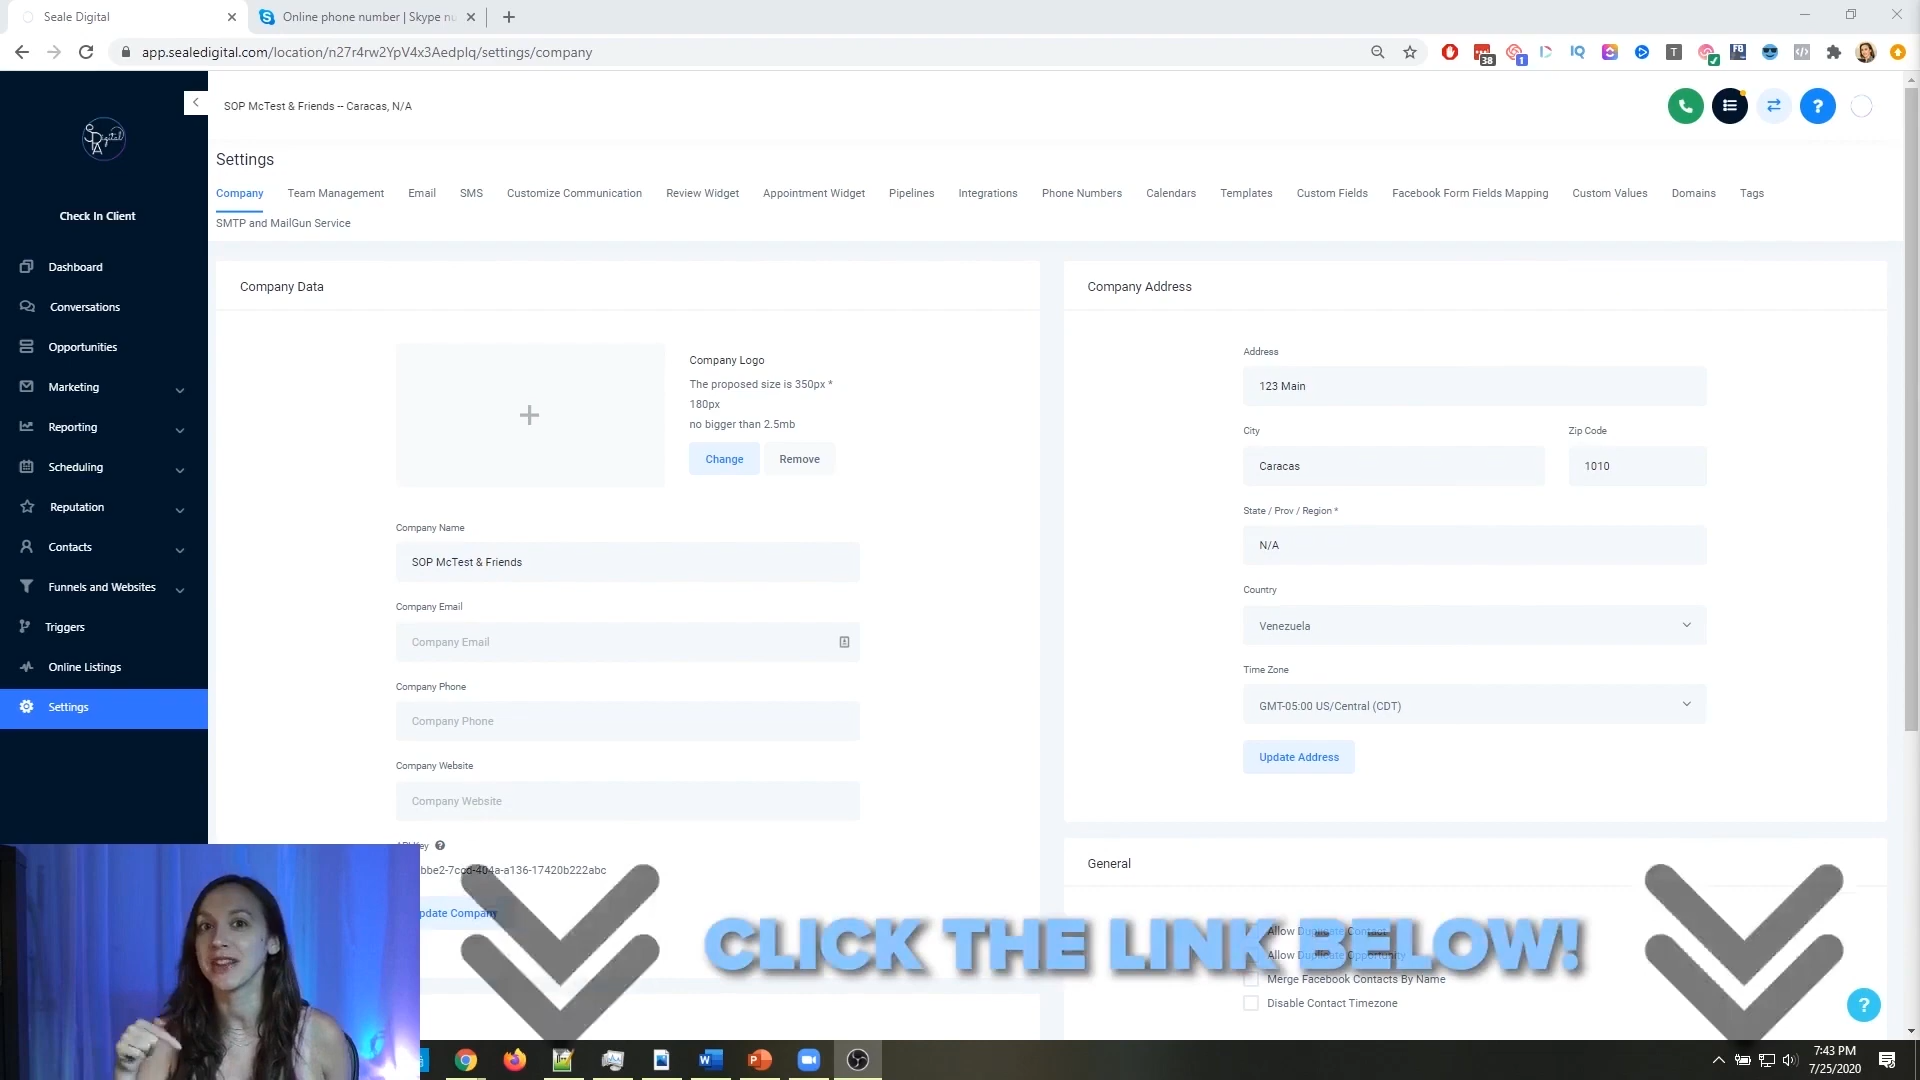 Seale Digital
Online phone number | Skype nu
app.sealedigital.com/location/n27r4rw2YpV4x3Aedplq/settings/company
38
1
IQ
T
FB
SOP McTest & Friends -- Caracas, N/A
Digital
Settings
Company Team Management Email SMS Customize Communication Review Widget Appointment Widget Pipelines Integrations Phone Numbers Calendars Templates Custom Fields Facebook Form Fields Mapping Custom Values Domains Tags
SMTP and MailGun Service
Check In Client
Dashboard
Conversations
Opportunities
Marketing
Reporting
Scheduling
Reputation
Contacts
Funnels and Websites
Triggers
Online Listings
Settings
Company Data
Company Logo
The proposed size is 350px *
180px
no bigger than 2.5mb
Change Remove
Company Name
SOP McTest & Friends
Company Email
Company Email
Company Phone
Company Phone
Company Website
Company Website
bbe2-7ccd-404a-a136-17420b222abc
pdate Company
Company Address
Address
123 Main
City Zip Code
Caracas 1010
State / Prov / Region *
N/A
Country
Venezuela
Time Zone
GMT-05:00 US/Central (CDT)
Update Address
General
Allow Duplicate Contact
Allow Duplicate Opportunity
Merge Facebook Contacts By Name
Disable Contact Timezone
CLICK THE LINK BELOW!
7:43 PM
7/25/2020